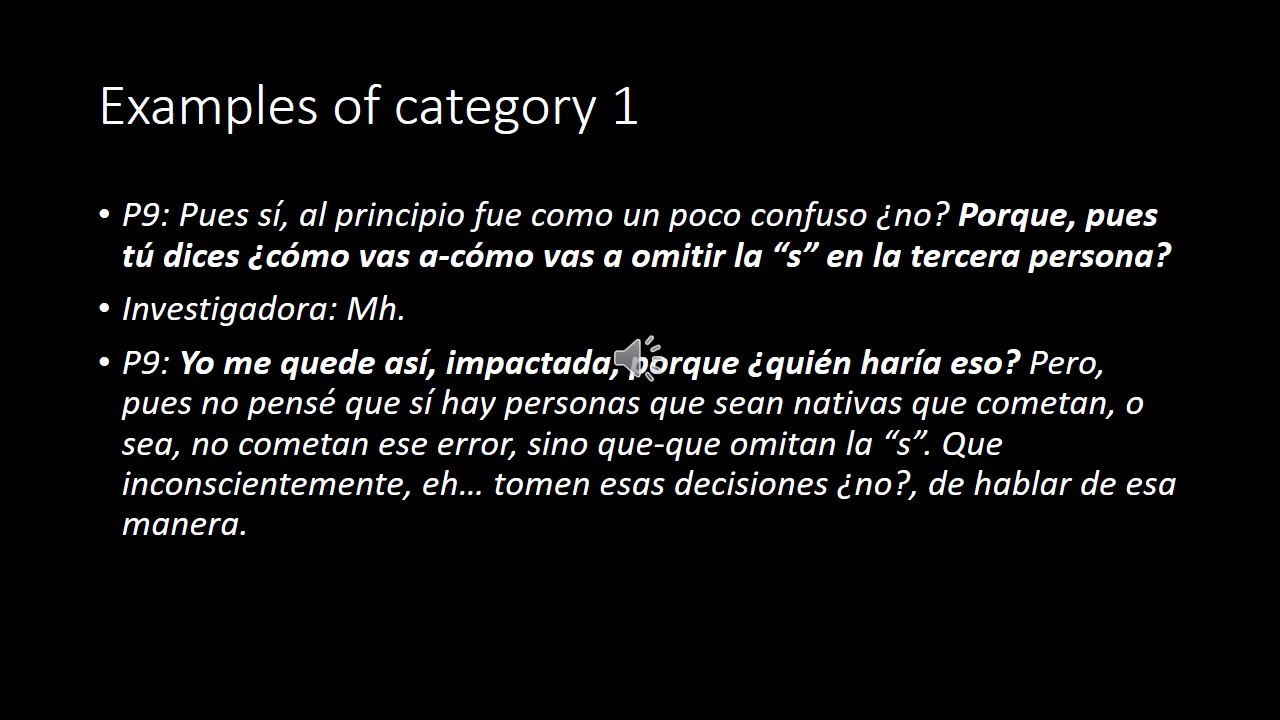 Examples of category 1
• P9: Pues sí, al principio fue como un poco confuso ¿no? Porque, pues
tú dices ¿cómo vas a-cómo vas a omitir la “s” en la tercera persona?
• Investigadora: Mh.
• P9: Yo me quede así, impactada, porque ¿quién haría eso? Pero,
pues no pensé que sí hay personas que sean nativas que cometan, o
sea, no cometan ese error, sino que-que omitan la “s”. Que
inconscientemente, eh… tomen esas decisiones ¿no?, de hablar de esa
manera.